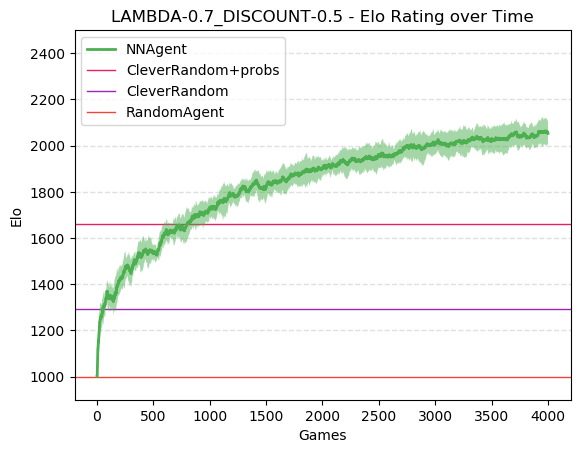 LAMBDA-0.7_DISCOUNT-0.5 - Elo Rating over Time
NNAgent
CleverRandom+probs
CleverRandom
RandomAgent
Elo
2400
2200
2000
1800
1600
1400
1200
1000
0 500 1000 1500 2000 2500 3000 3500 4000
Games